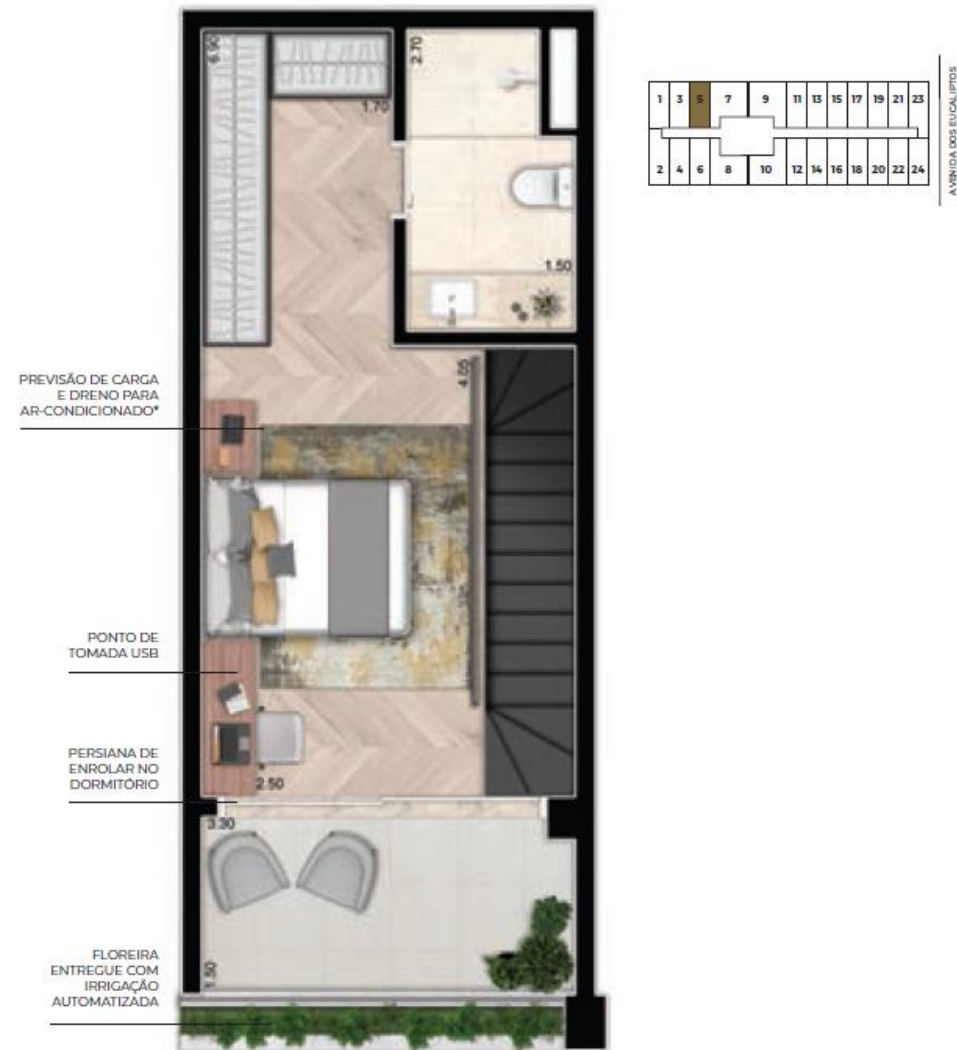 6.90
2.70
1.70
1.50
4.05
PREVISÃO DE CARGA
E DRENO PARA
AR-CONDICIONADO*
PONTO DE
TOMADA USB
PERSIANA DE
ENROLAR NO
DORMITÓRIO
2.50
3.30
1.50
FLOREIRA
ENTREGUE COM
IRRIGAÇÃO
AUTOMATIZADA
1 3 5 7 9 11 13 15 17 19 21 23
2 4 6 8 10 12 14 16 18 20 22 24
AVENIDA DOS EUCALIPTOS